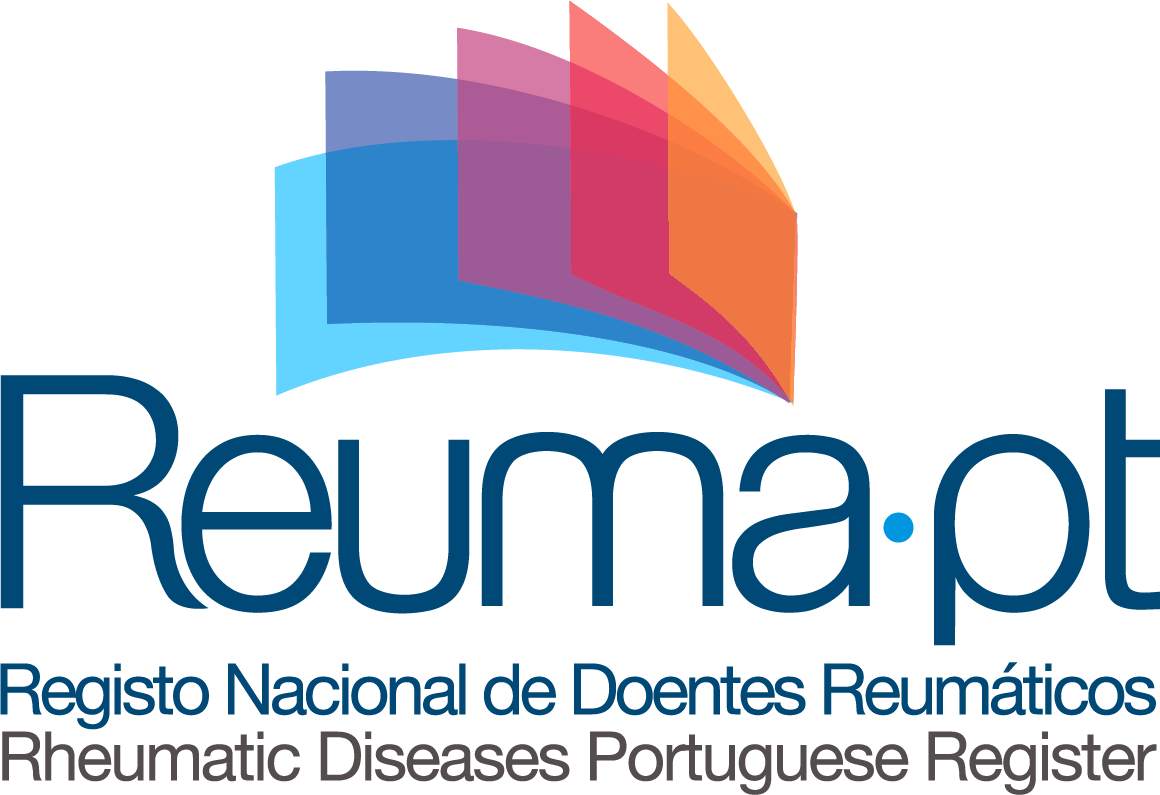 Reuma.pt
Registo Nacional de Doentes Reumáticos
Rheumatic Diseases Portuguese Register